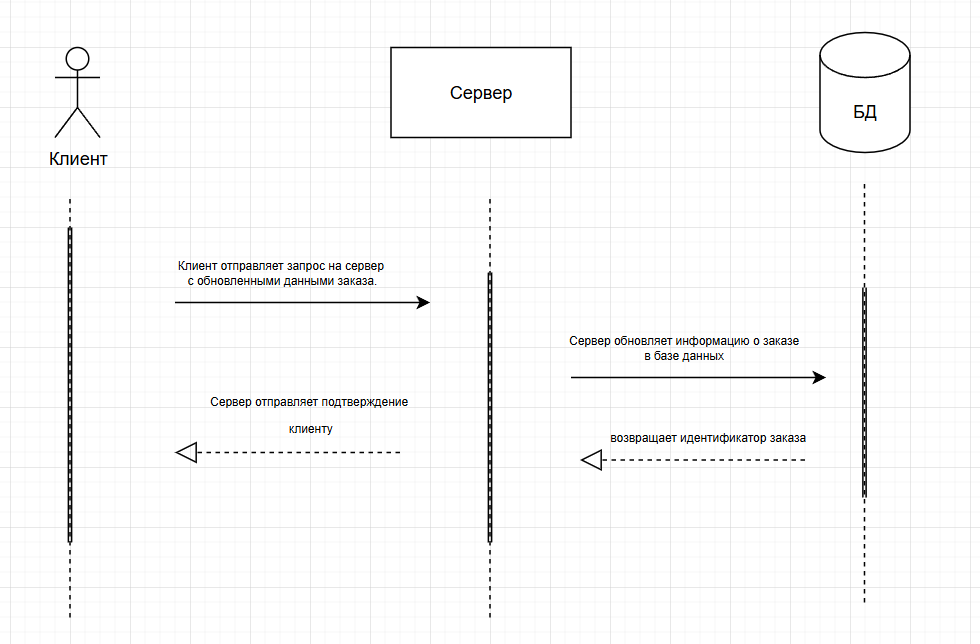 Клиент
Сервер
БД
Клиент отправляет запрос на сервер
с обновленными данными заказа.
Сервер обновляет информацию о заказе
в базе данных
Сервер отправляет подтверждение
клиенту
возвращает идентификатор заказа